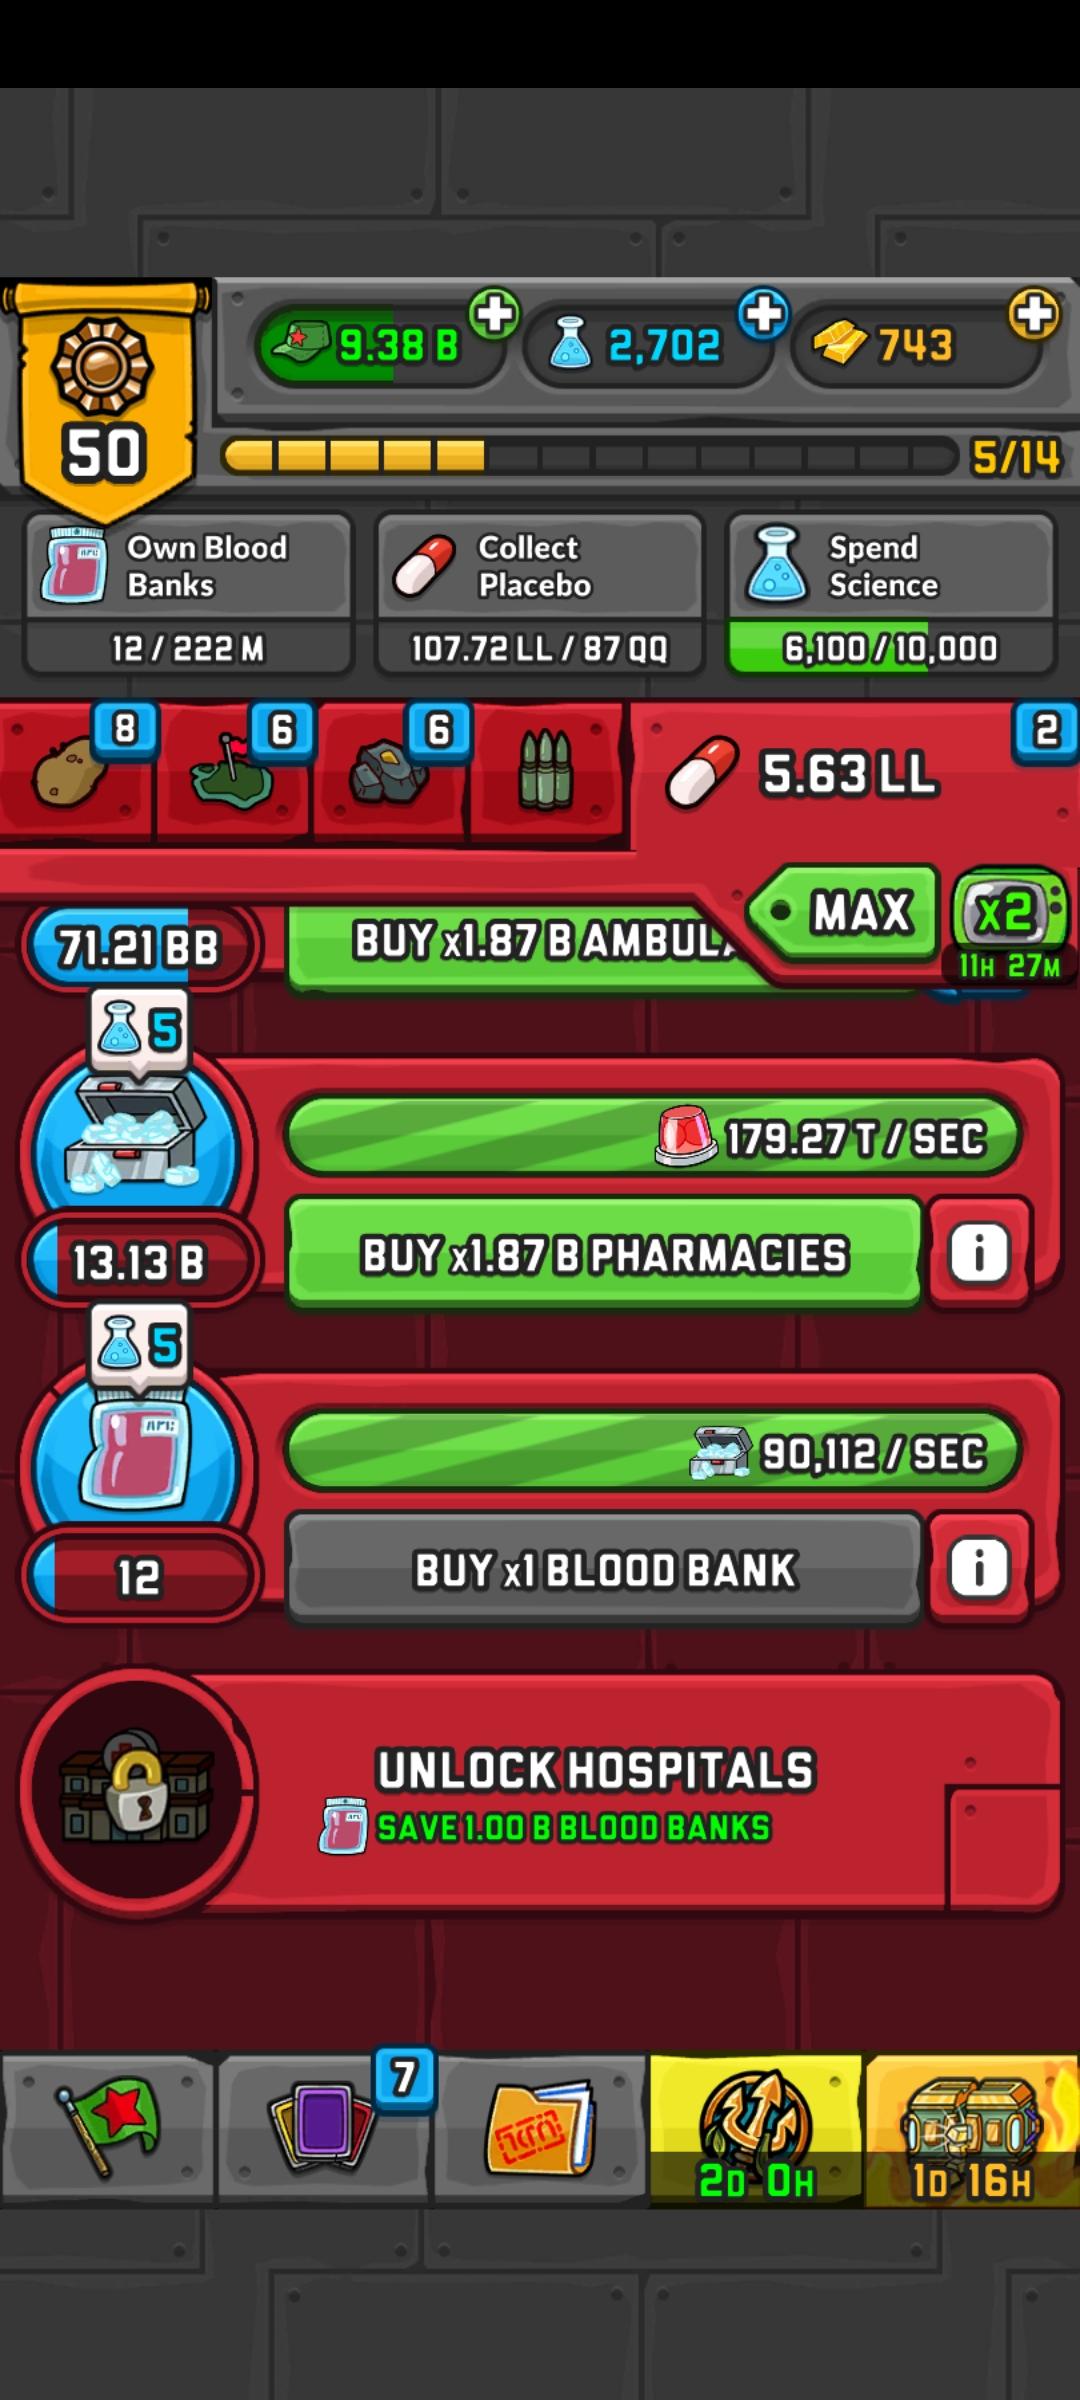 9.38 B
2,702
743
50
5/14
Own Blood
Banks
12 / 222 M
Collect
Placebo
107.72 LL / 87 QQ
Spend
Science
6,100 / 10,000
8
6
6
2
5.63 LL
MAX
x2
11H 27M
71.21 BB
BUY x1.87 B AMBULA
5
179.27 T / SEC
13.13 B
BUY x1.87 B PHARMACIES
i
5
90,112 / SEC
12
BUY x1 BLOOD BANK
i
UNLOCK HOSPITALS
SAVE 1.00 B BLOOD BANKS
7
2D 0H
1D 16H